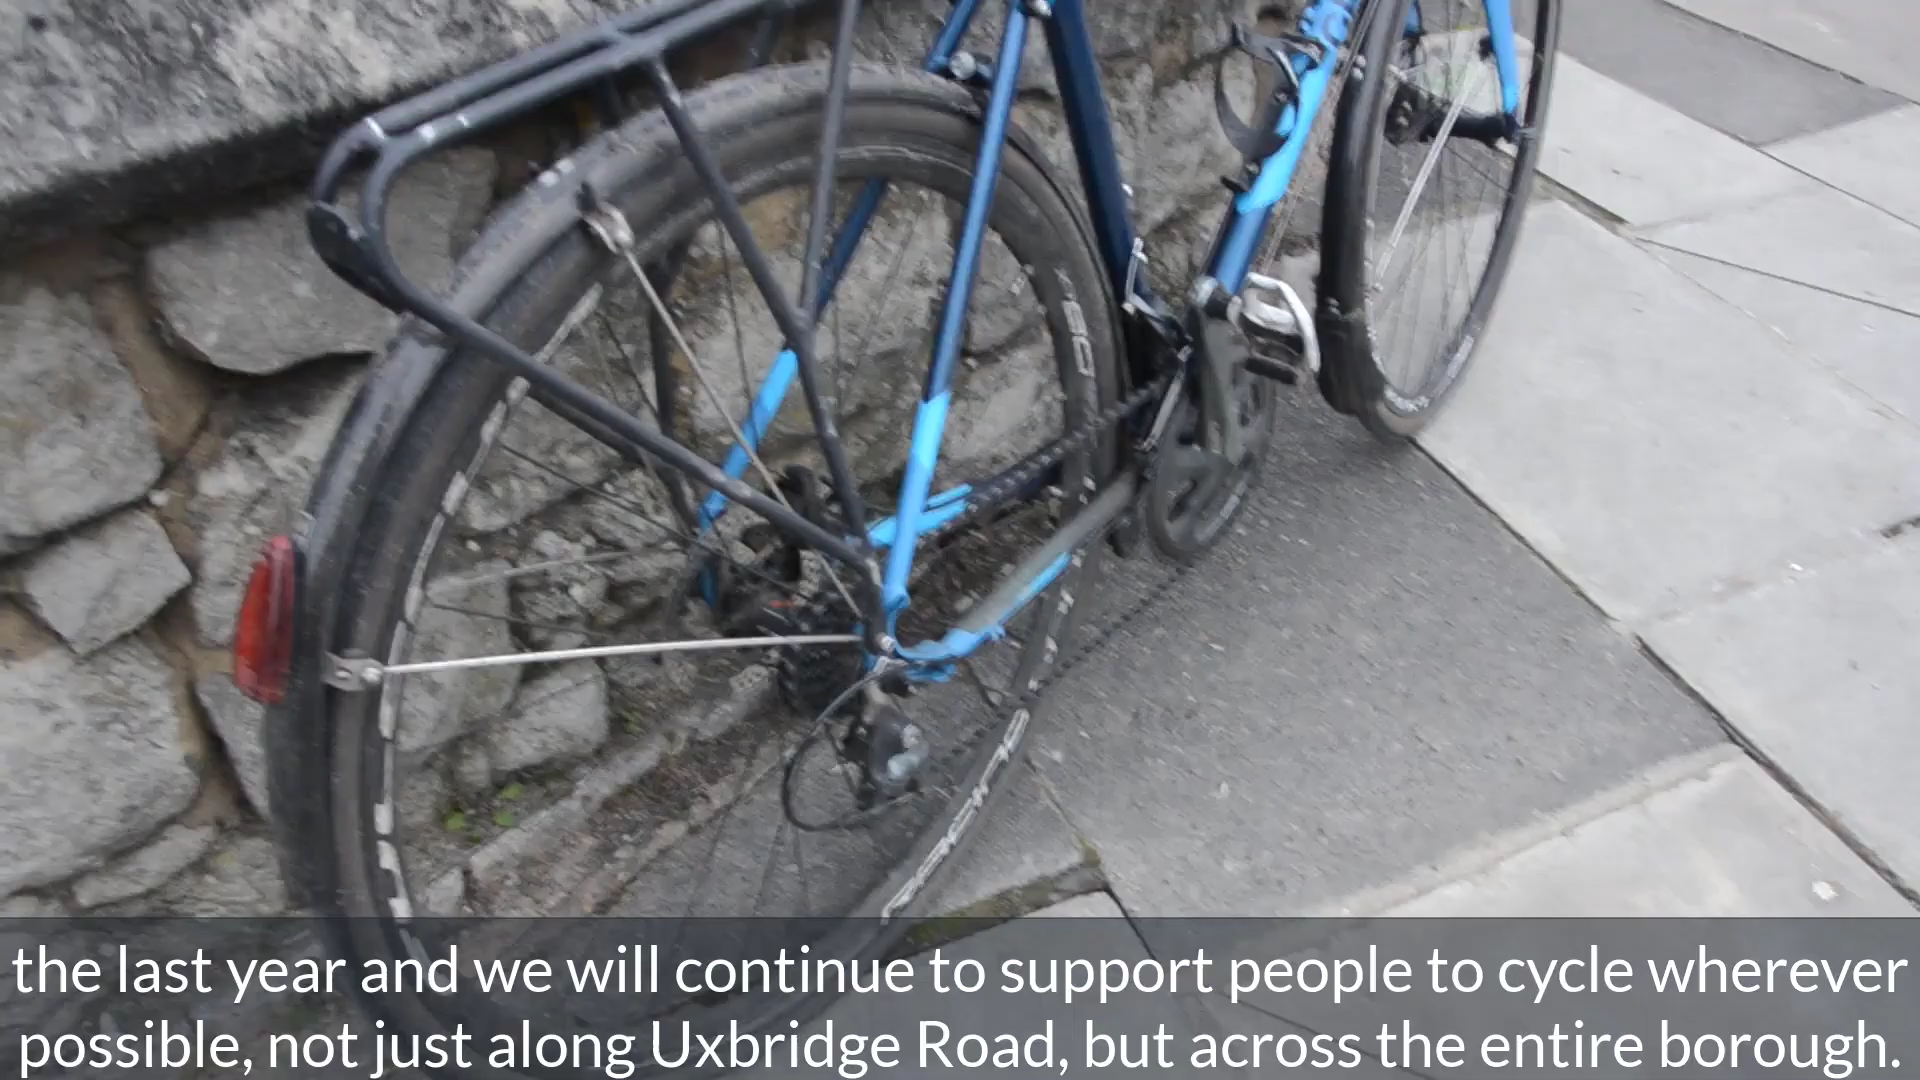 the last year and we will continue to support people to cycle wherever
possible, not just along Uxbridge Road, but across the entire borough.